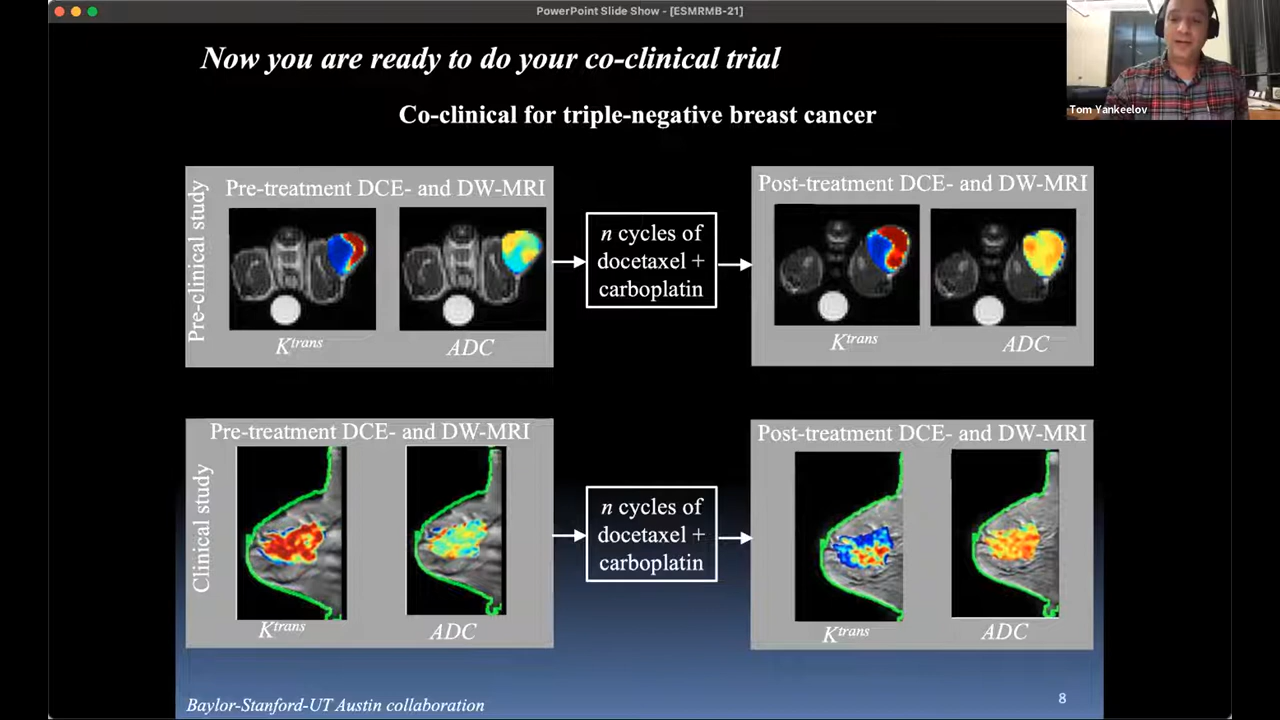 PowerPoint Slide Show - [ESMRMB-21]
Tom Yankeelov
Now you are ready to do your co-clinical trial
Co-clinical for triple-negative breast cancer
Pre-clinical study
Pre-treatment DCE- and DW-MRI
Ktrans
ADC
n cycles of
docetaxel +
carboplatin
Post-treatment DCE- and DW-MRI
Ktrans
ADC
Clinical study
Pre-treatment DCE- and DW-MRI
Ktrans
ADC
n cycles of
docetaxel +
carboplatin
Post-treatment DCE- and DW-MRI
Ktrans
ADC
Baylor-Stanford-UT Austin collaboration
8